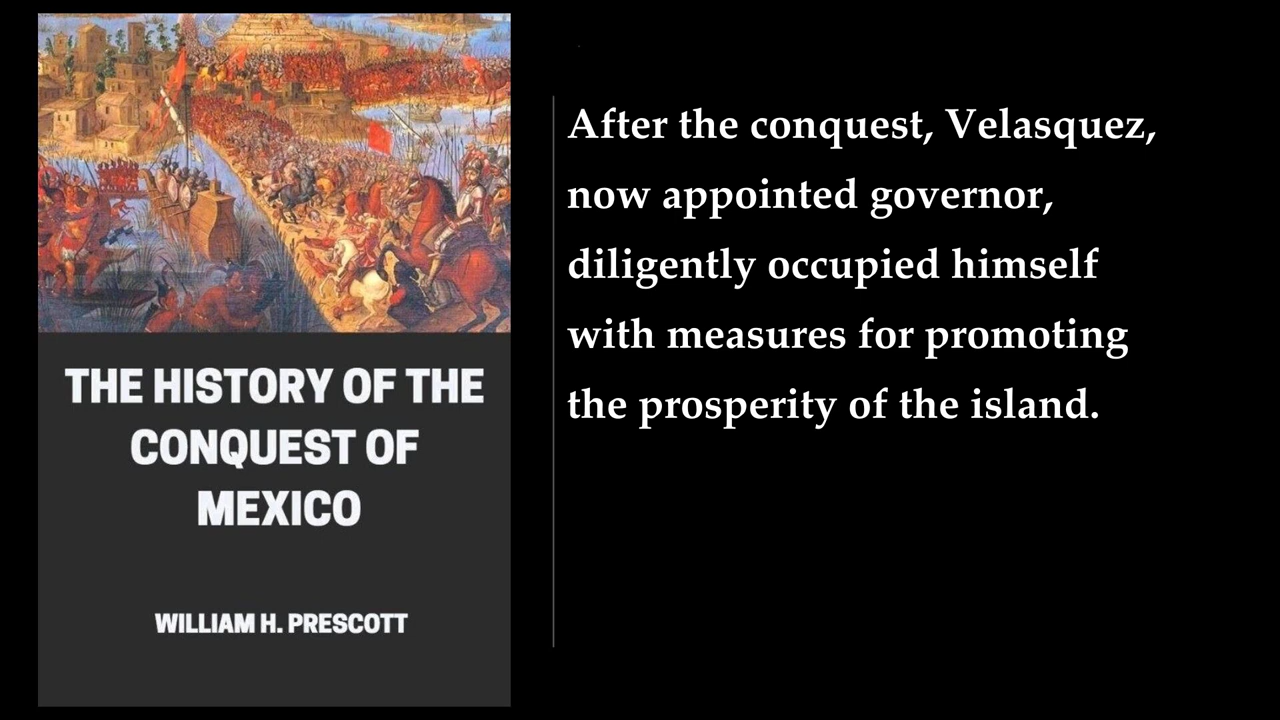 THE HISTORY OF THE
CONQUEST OF
MEXICO
WILLIAM H. PRESCOTT
After the conquest, Velasquez,
now appointed governor,
diligently occupied himself
with measures for promoting
the prosperity of the island.